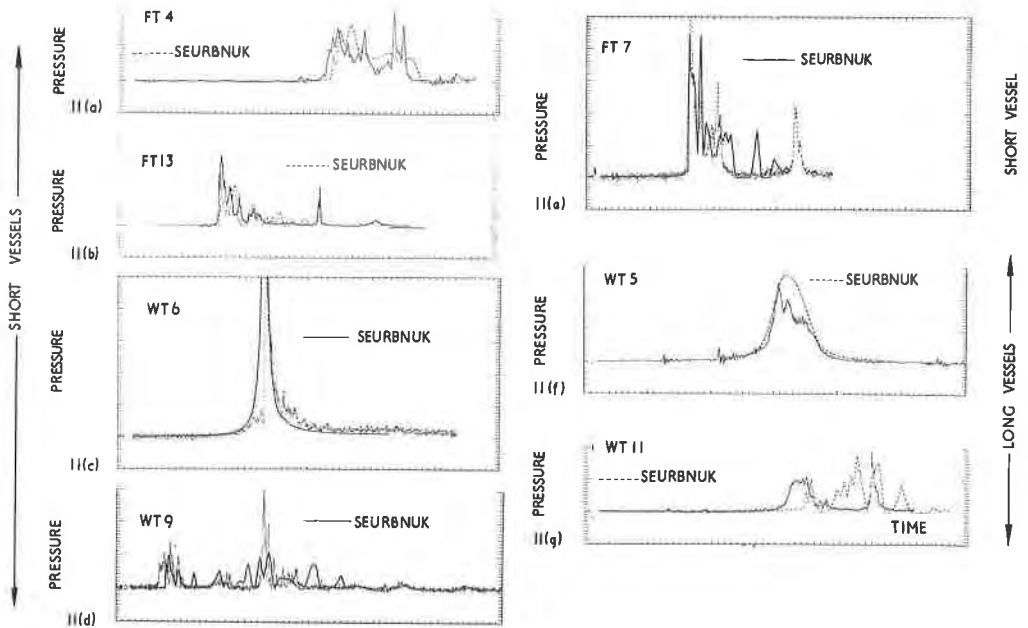 FT 4
SEURBNUK
PRESSURE
11(a)
FT13
SEURBNUK
PRESSURE
11(b)
WT6
SEURBNUK
PRESSURE
11(c)
WT9
SEURBNUK
PRESSURE
11(d)
SHORT VESSELS
FT 7
SEURBNUK
PRESSURE
11(a)
SHORT VESSEL
WT 5
SEURBNUK
PRESSURE
11(f)
WT 11
SEURBNUK
PRESSURE
TIME
11(g)
LONG VESSELS